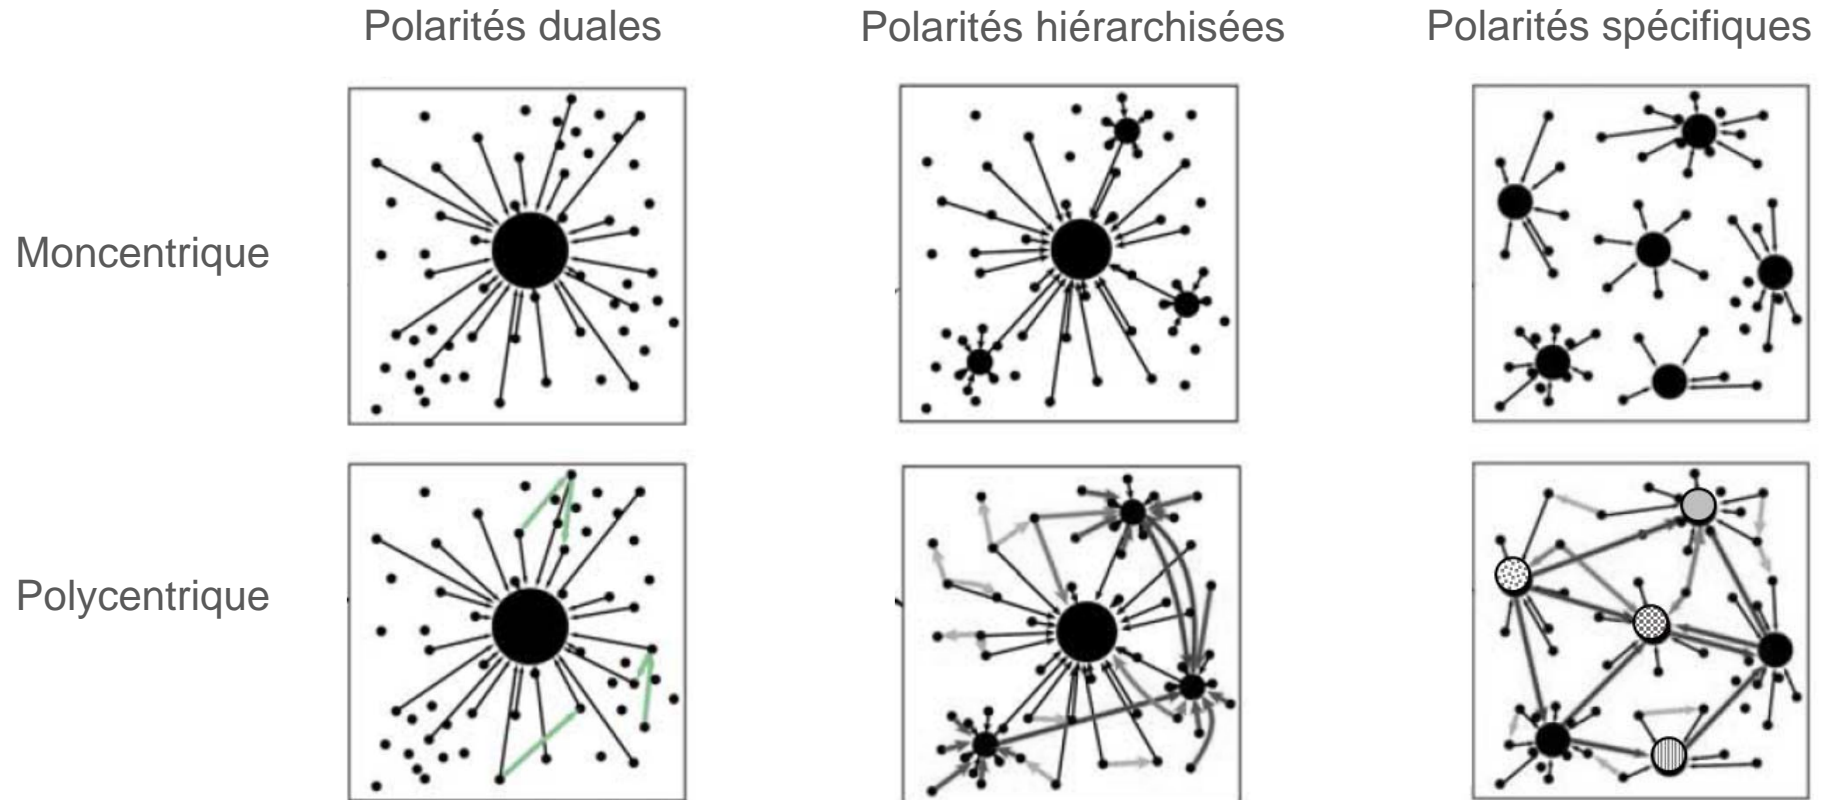 Polarités duales
Polarités hiérarchisées
Polarités spécifiques
Moncentrique
Polycentrique